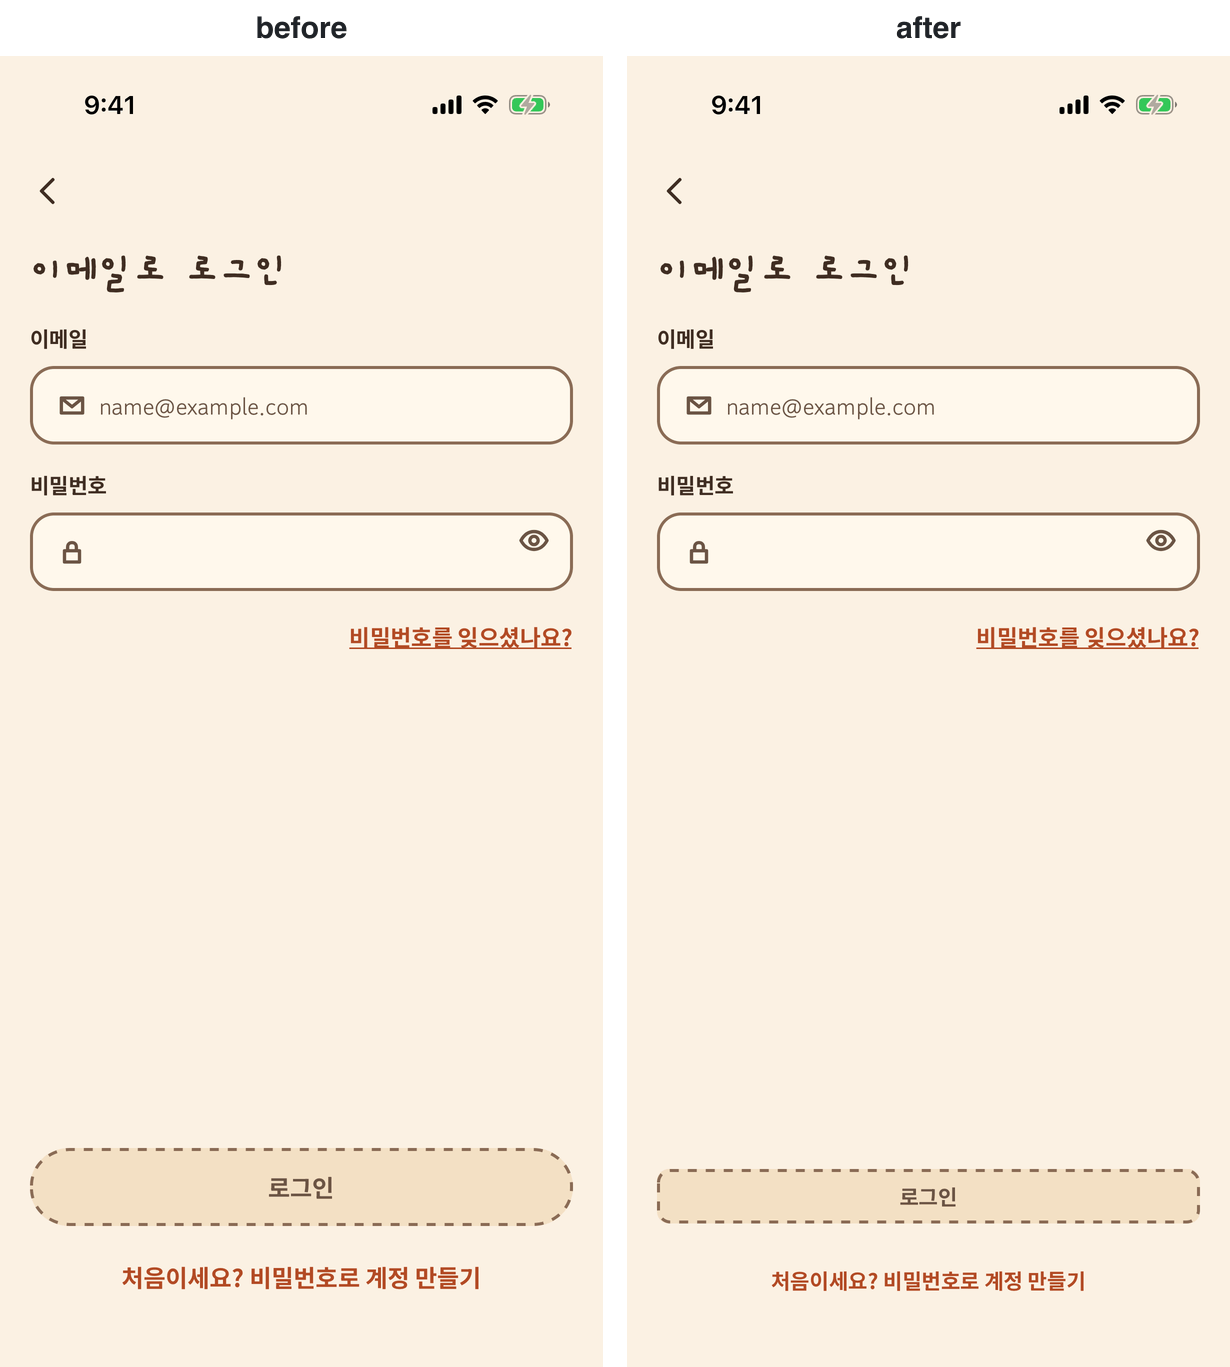 before
after
9:41
이메일로 로그인
이메일
name@example.com
비밀번호
비밀번호를 잊으셨나요?
로그인
처음이세요? 비밀번호로 계정 만들기
9:41
이메일로 로그인
이메일
name@example.com
비밀번호
비밀번호를 잊으셨나요?
로그인
처음이세요? 비밀번호로 계정 만들기